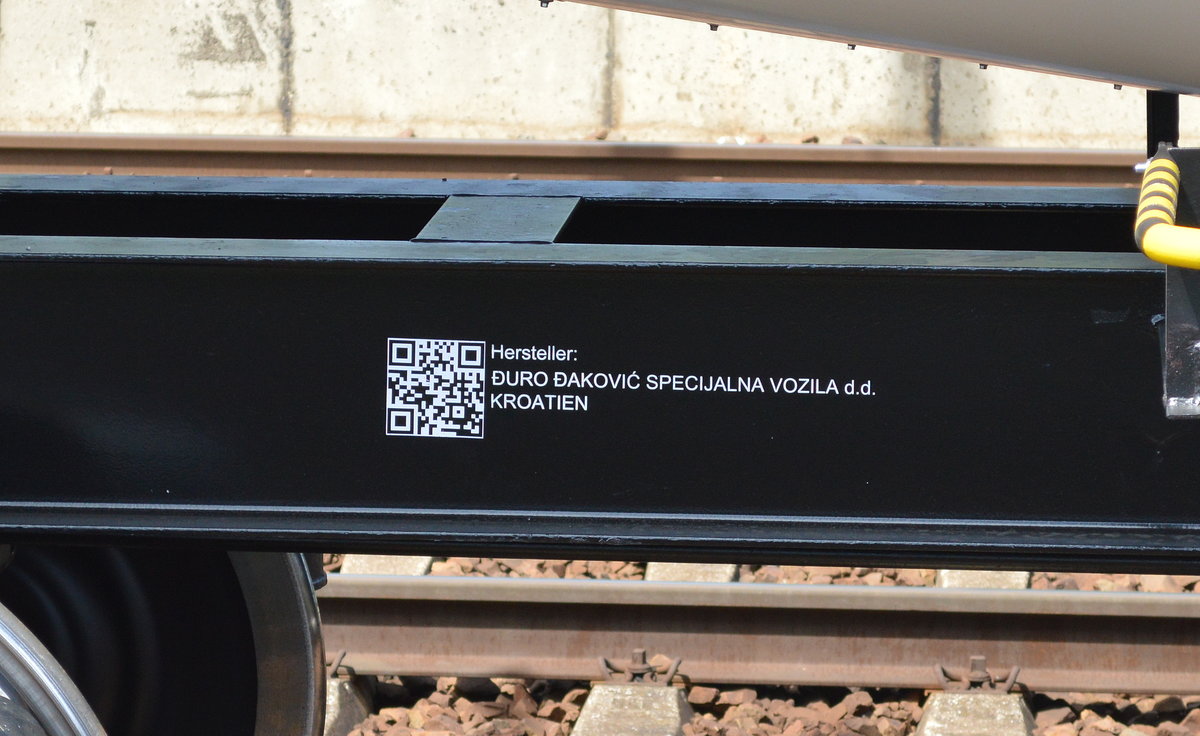 Hersteller:
ĐURO ĐAKOVIĆ SPECIJALNA VOZILA d.d.
KROATIEN